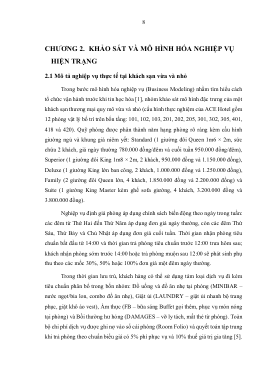 8
CHƯƠNG 2. KHẢO SÁT VÀ MÔ HÌNH HÓA NGHIỆP VỤ
HIỆN TRẠNG
2.1 Mô tả nghiệp vụ thực tế tại khách sạn vừa và nhỏ
Trong bước mô hình hóa nghiệp vụ (Business Modeling) nhằm tìm hiểu cách
tổ chức vận hành trước khi tin học hóa [1], nhóm khảo sát mô hình đặc trưng của một
khách sạn thương mại quy mô vừa và nhỏ (cấu hình thực nghiệm của ACE Hotel gồm
12 phòng vật lý bố trí trên bốn tầng: 101, 102, 103, 201, 202, 205, 301, 302, 305, 401,
418 và 420). Quỹ phòng được phân thành năm hạng phòng rõ ràng kèm cấu hình
giường ngủ và khung giá niêm yết: Standard (1 giường đôi Queen 1m6 × 2m, sức
chứa 2 khách, giá ngày thường 780.000 đồng/đêm và cuối tuần 950.000 đồng/đêm),
Superior (1 giường đôi King 1m8 × 2m, 2 khách, 950.000 đồng và 1.150.000 đồng),
Deluxe (1 giường King lớn ban công, 2 khách, 1.000.000 đồng và 1.250.000 đồng),
Family (2 giường đôi Queen lớn, 4 khách, 1.850.000 đồng và 2.200.000 đồng) và
Suite (1 giường King Master kèm ghế sofa giường, 4 khách, 3.200.000 đồng và
3.800.000 đồng).
Nghiệp vụ định giá phòng áp dụng chính sách biến động theo ngày trong tuần:
các đêm từ Thứ Hai đến Thứ Năm áp dụng đơn giá ngày thường, còn các đêm Thứ
Sáu, Thứ Bảy và Chủ Nhật áp dụng đơn giá cuối tuần. Thời gian nhận phòng tiêu
chuẩn bắt đầu từ 14:00 và thời gian trả phòng tiêu chuẩn trước 12:00 trưa hôm sau;
khách nhận phòng sớm trước 14:00 hoặc trả phòng muộn sau 12:00 sẽ phát sinh phụ
thu theo các mốc 30%, 50% hoặc 100% đơn giá một đêm ngày thường.
Trong thời gian lưu trú, khách hàng có thể sử dụng tám loại dịch vụ đi kèm
tiêu chuẩn phân bổ trong bốn nhóm: Đồ uống và đồ ăn nhẹ tại phòng (MINIBAR –
nước ngọt/bia lon, combo đồ ăn nhẹ), Giặt ủi (LAUNDRY – giặt ủi nhanh hệ trang
phục, giặt khô áo vest), Ẩm thực (FB – bữa sáng Buffet gọi thêm, phục vụ món nóng
tại phòng) và Bồi thường hư hỏng (DAMAGES – vỡ ly tách, mất thẻ từ phòng). Toàn
bộ chi phí dịch vụ được ghi nợ vào sổ cái phòng (Room Folio) và quyết toán tập trung
khi trả phòng theo chuẩn biểu giá có 5% phí phục vụ và 10% thuế giá trị gia tăng [5].